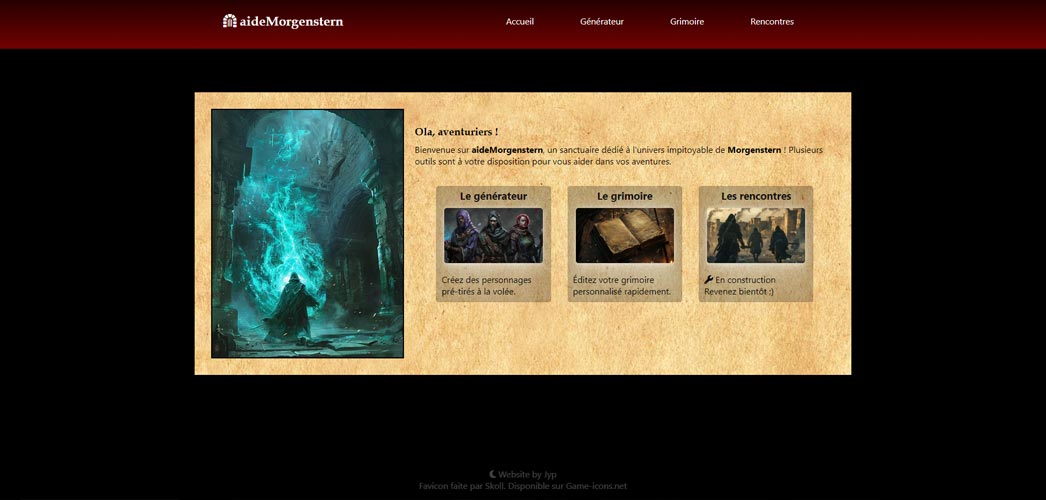 aideMorgenstern Accueil Générateur Grimoire Rencontres
Ola, aventuriers !
Bienvenue sur aideMorgenstern, un sanctuaire dédié à l'univers impitoyable de Morgenstern ! Plusieurs
outils sont à votre disposition pour vous aider dans vos aventures.
Le générateur
Créez des personnages
pré-tirés à la volée.
Le grimoire
Éditez votre grimoire
personnalisé rapidement.
Les rencontres
En construction
Revenez bientôt ;)
Website by Jyp
Favicon faite par Skoll. Disponible sur Game-icons.net